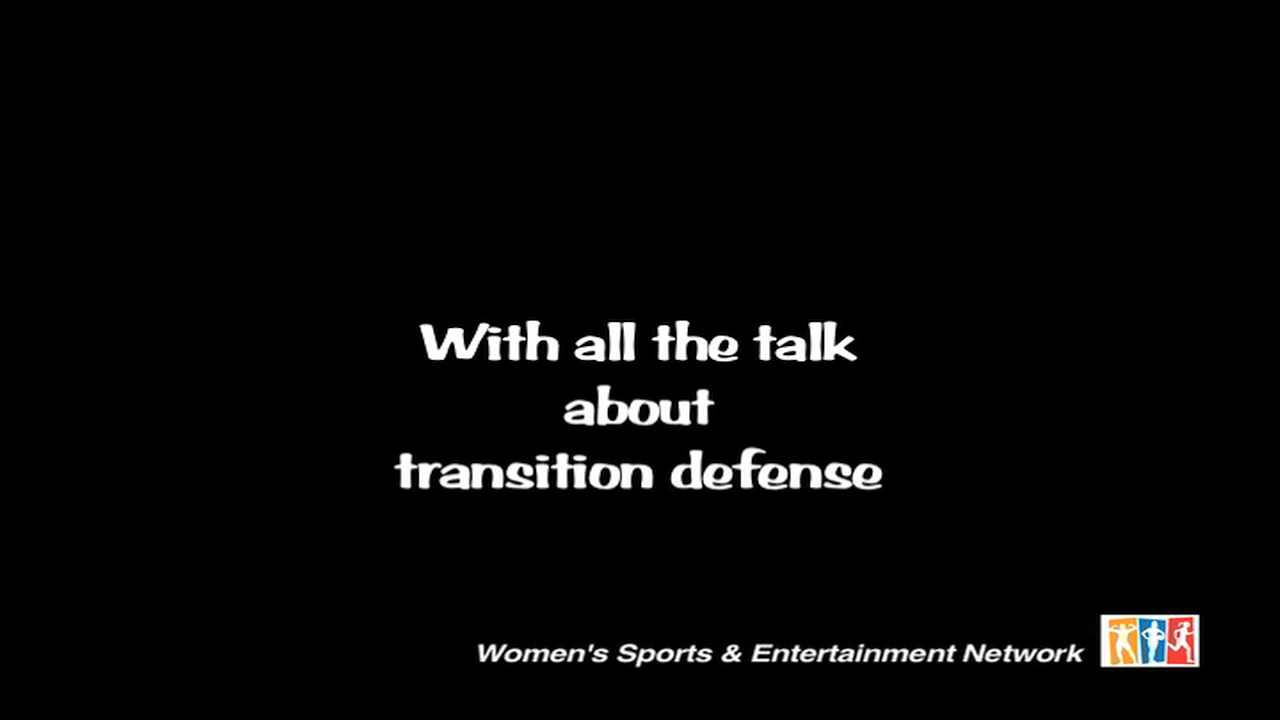 With all the talk
about
transition defense
Women's Sports & Entertainment Network